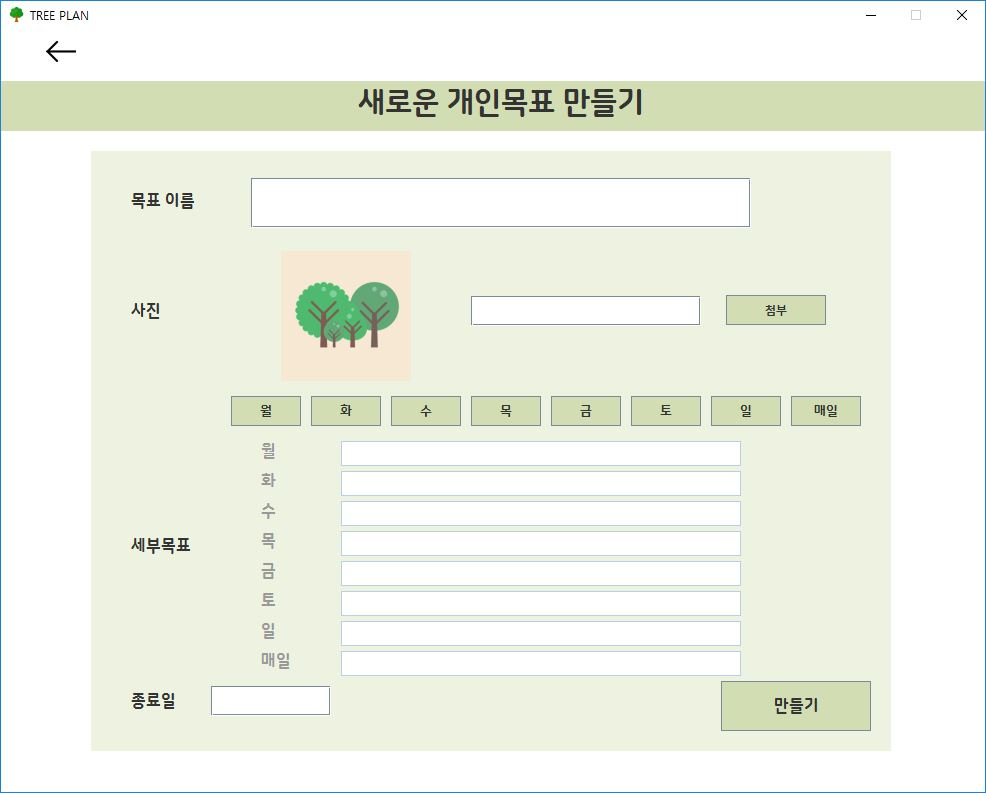 TREE PLAN
새로운 개인목표 만들기
목표 이름
사진
첨부
월 화 수 목 금 토 일 매일
월
화
수
목
세부목표
금
토
일
매일
종료일
만들기